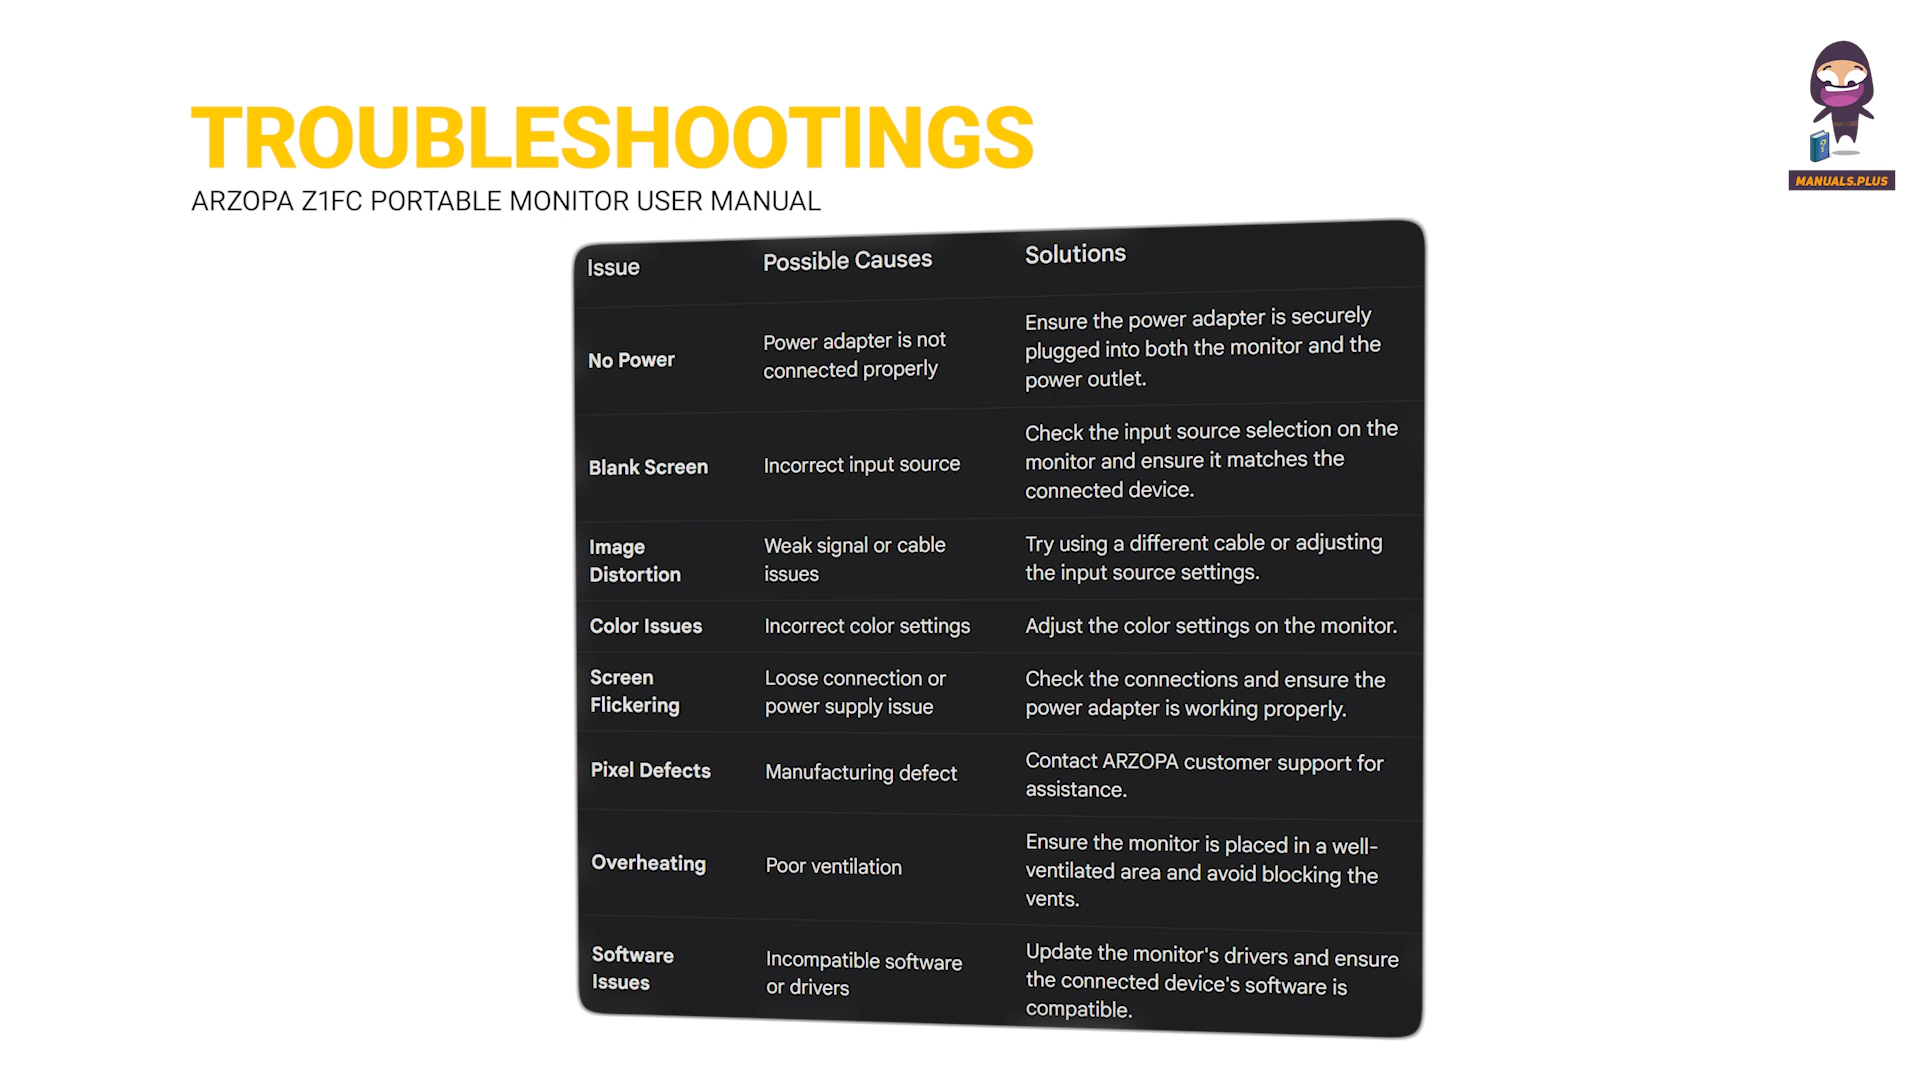 TROUBLESHOOTINGS
ARZOPA Z1FC PORTABLE MONITOR USER MANUAL
?
MANUALS.PLUS
Issue
Possible Causes
Solutions
No Power
Power adapter is not
connected properly
Ensure the power adapter is securely
plugged into both the monitor and the
power outlet.
Blank Screen
Incorrect input source
Check the input source selection on the
monitor and ensure it matches the
connected device.
Image
Distortion
Weak signal or cable
issues
Try using a different cable or adjusting
the input source settings.
Color Issues
Incorrect color settings
Adjust the color settings on the monitor.
Screen
Flickering
Loose connection or
power supply issue
Check the connections and ensure the
power adapter is working properly.
Pixel Defects
Manufacturing defect
Contact ARZOPA customer support for
assistance.
Overheating
Poor ventilation
Ensure the monitor is placed in a well-
ventilated area and avoid blocking the
vents.
Software
Issues
Incompatible software
or drivers
Update the monitor's drivers and ensure
the connected device's software is
compatible.